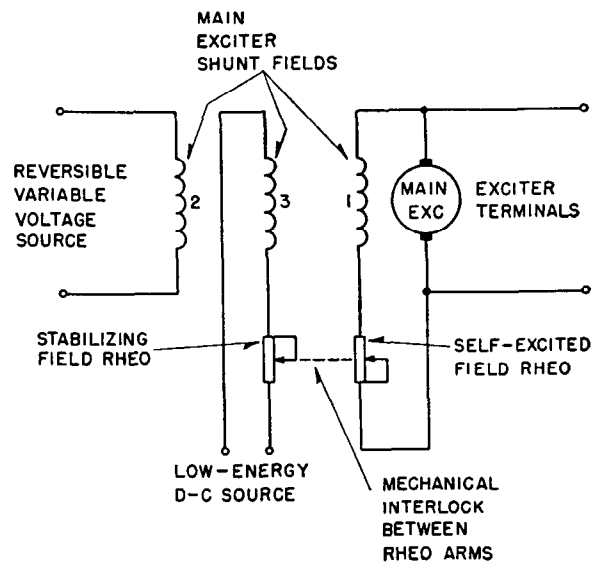 MAIN
EXCITER
SHUNT FIELDS
REVERSIBLE
VARIABLE
VOLTAGE
SOURCE
2
3
1
MAIN
EXC
EXCITER
TERMINALS
STABILIZING
FIELD RHEO
SELF-EXCITED
FIELD RHEO
LOW-ENERGY
D-C SOURCE
MECHANICAL
INTERLOCK
BETWEEN
RHEO ARMS